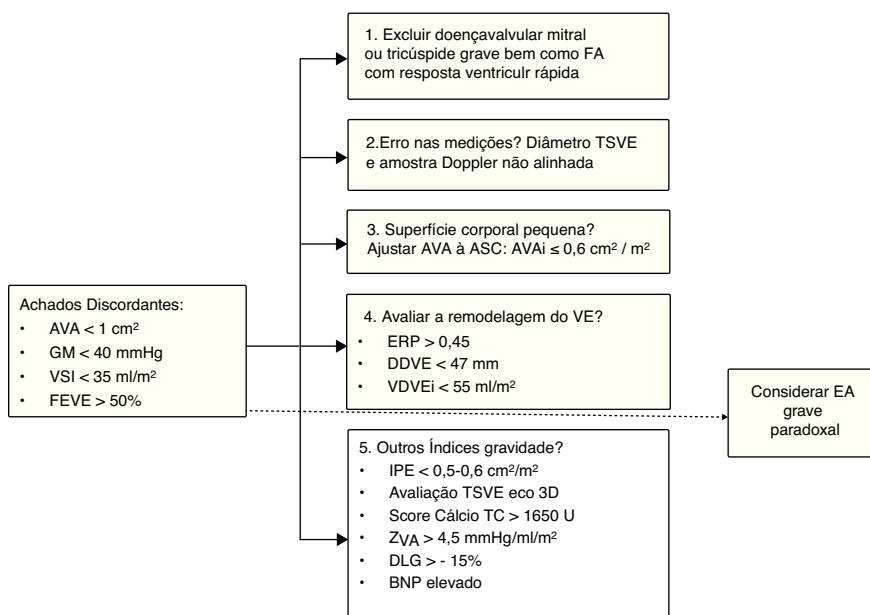 1. Excluir doençavalvular mitral
ou tricúspide grave bem como FA
com resposta ventriculr rápida
2.Erro nas medições? Diâmetro TSVE
e amostra Doppler não alinhada
3. Superfície corporal pequena?
Ajustar AVA à ASC: AVAi ≤ 0,6 cm² / m²
Achados Discordantes:
• AVA < 1 cm²
• GM < 40 mmHg
• VSI < 35 ml/m²
• FEVE > 50%
4. Avaliar a remodelagem do VE?
• ERP > 0,45
• DDVE < 47 mm
• VDVEi < 55 ml/m²
Considerar EA
grave
paradoxal
5. Outros Índices gravidade?
• IPE < 0,5-0,6 cm²/m²
• Avaliação TSVE eco 3D
• Score Cálcio TC > 1650 U
• ZVA > 4,5 mmHg/ml/m²
• DLG > - 15%
• BNP elevado